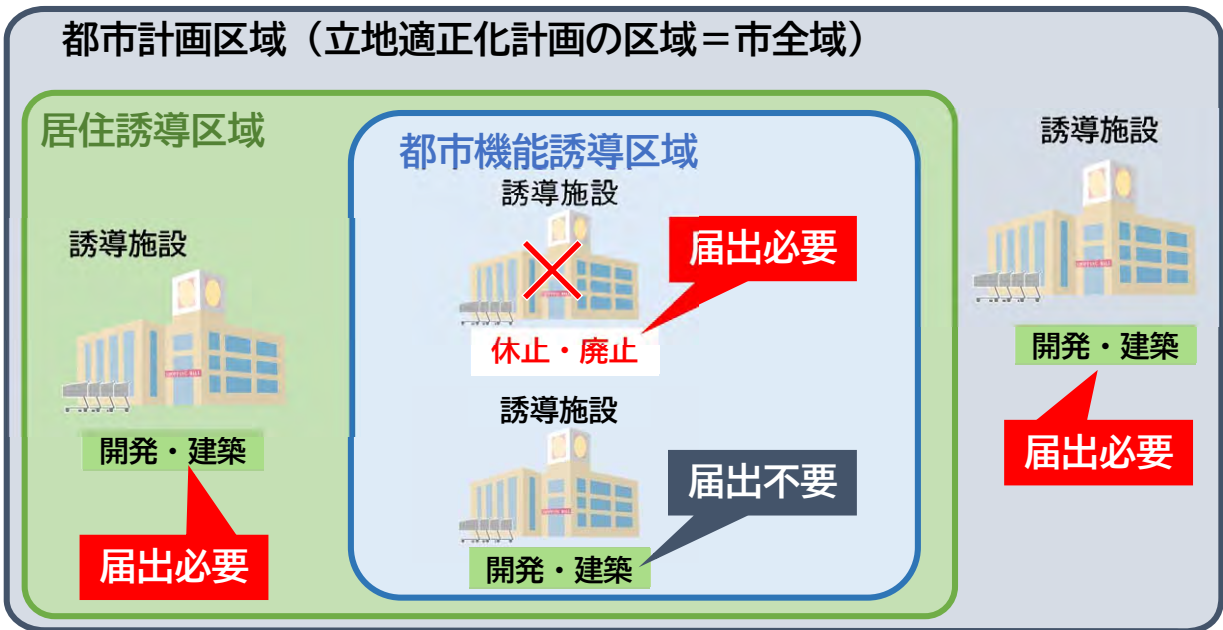 都市計画区域（立地適正化計画の区域＝市全域）
居住誘導区域
誘導施設
開発・建築
届出必要
都市機能誘導区域
誘導施設
届出必要
休止・廃止
誘導施設
届出不要
開発・建築
誘導施設
開発・建築
届出必要